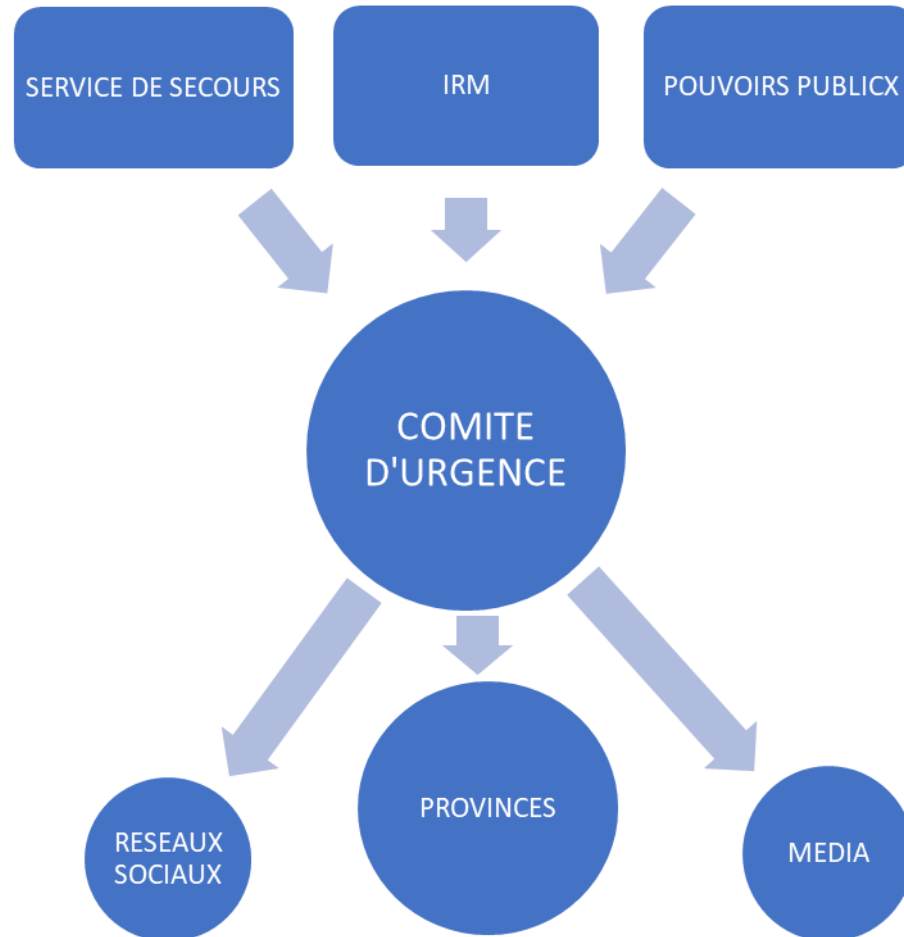 SERVICE DE SECOURS
IRM
POUVOIRS PUBLICX
COMITE
D'URGENCE
PROVINCES
RESEAUX
SOCIAUX
MEDIA